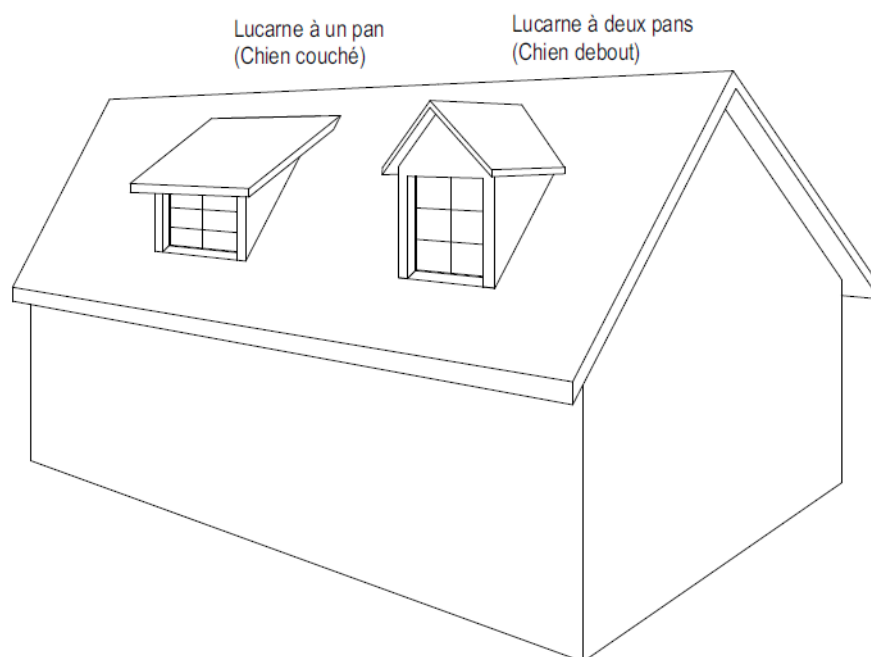 Lucarne à un pan
(Chien couché)
Lucarne à deux pans
(Chien debout)